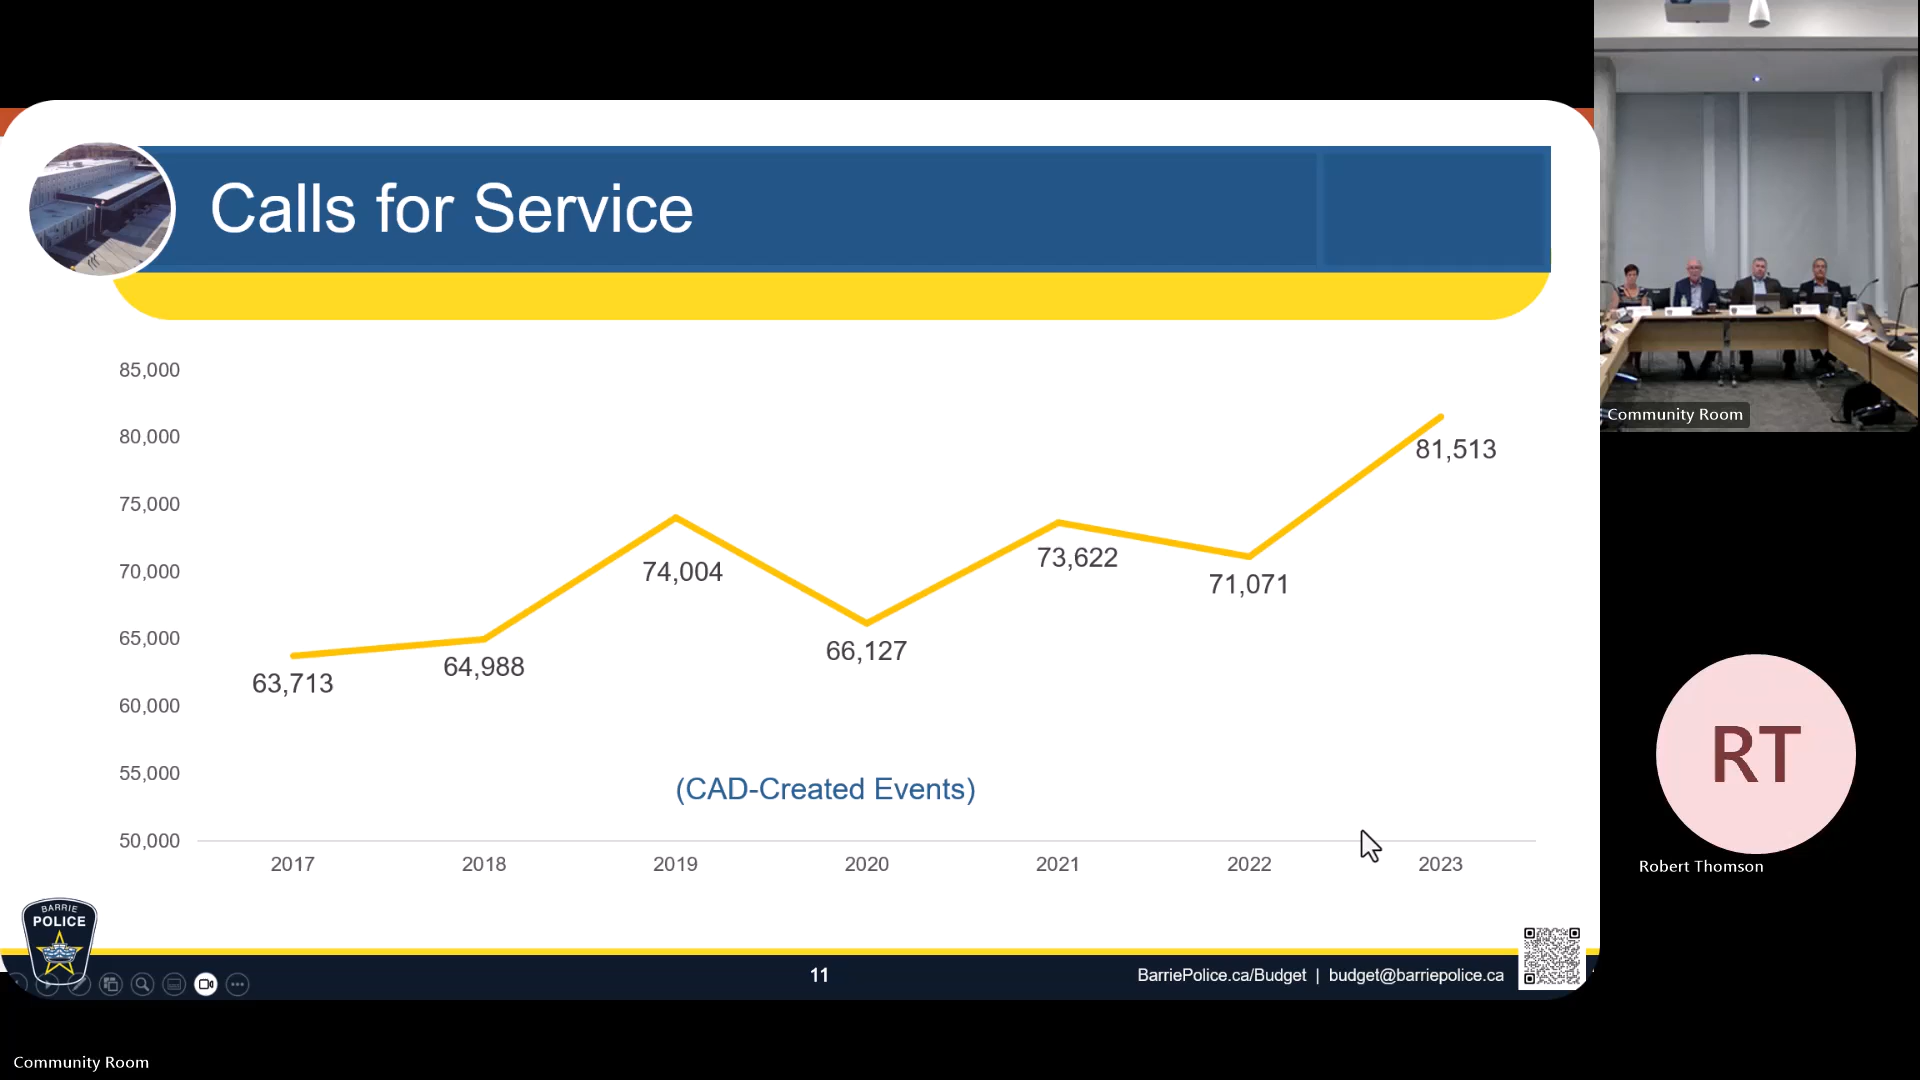 Calls for Service
85,000
80,000
75,000
70,000
65,000
60,000
55,000
50,000
63,713
64,988
74,004
66,127
73,622
71,071
81,513
(CAD-Created Events)
2017 2018 2019 2020 2021 2022 2023
BARRIE
POLICE
11
BarriePolice.ca/Budget | budget@barriepolice.ca
Community Room
RT
Robert Thomson
Community Room